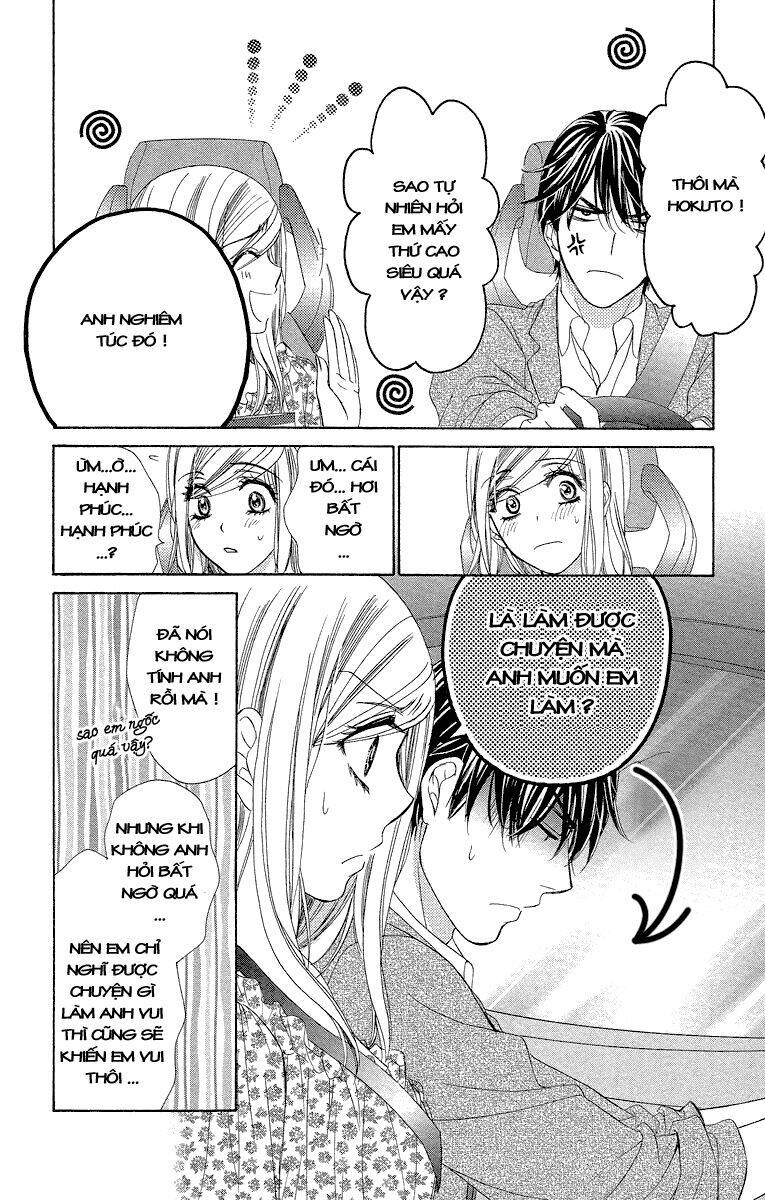 THÔI MÀ
HOKUTO !
SAO TỰ
NHIÊN HỎI
EM MẤY
THỨ CAO
SIÊU QUÁ
VẬY ?
ANH NGHIÊM
TÚC ĐÓ !
ƯM... CÁI
ĐÓ... HƠI
BẤT
NGỜ
...
ỪM...Ờ...
HẠNH
PHÚC...
HẠNH PHÚC
...?
LÀ LÀM ĐƯỢC
CHUYỆN MÀ
ANH MUỐN EM
LÀM ?
ĐÃ NÓI
KHÔNG
TÍNH ANH
RỒI MÀ !
sao em ngốc
quá vậy?
NHƯNG KHI
KHÔNG ANH
HỎI BẤT
NGỜ QUÁ
...
NÊN EM CHỈ
NGHĨ ĐƯỢC
CHUYỆN GÌ
LÀM ANH VUI
THÌ CŨNG SẼ
KHIẾN EM VUI
THÔI ...